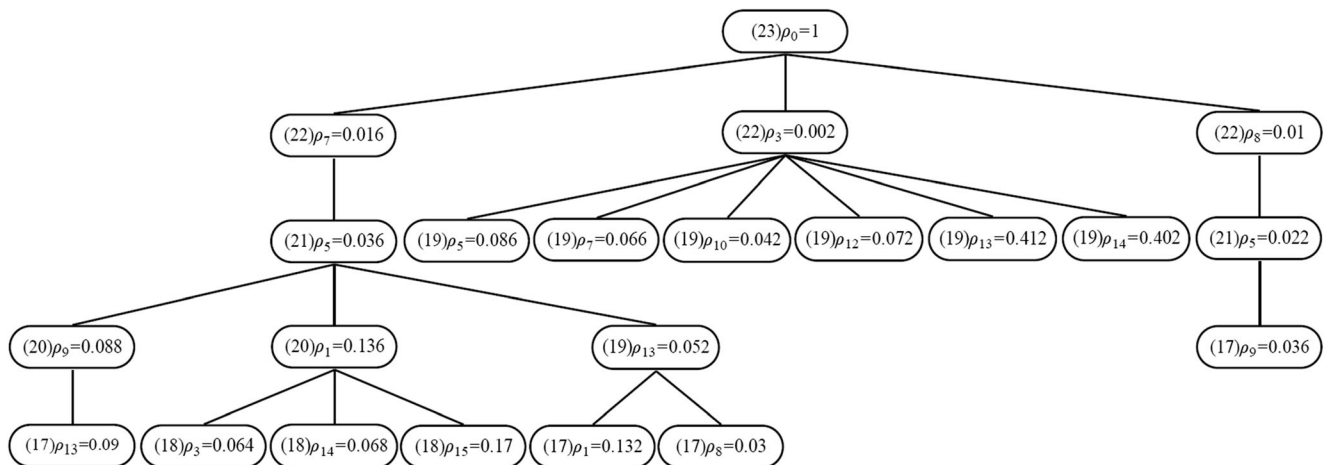 (23)ρ₀=1
(22)ρ₇=0.016
(22)ρ₃=0.002
(22)ρ₈=0.01
(21)ρ₅=0.036
(19)ρ₅=0.086
(19)ρ₇=0.066
(19)ρ₁₀=0.042
(19)ρ₁₂=0.072
(19)ρ₁₃=0.412
(19)ρ₁₄=0.402
(21)ρ₅=0.022
(20)ρ₉=0.088
(20)ρ₁=0.136
(19)ρ₁₃=0.052
(17)ρ₉=0.036
(17)ρ₁₃=0.09
(18)ρ₃=0.064
(18)ρ₁₄=0.068
(18)ρ₁₅=0.17
(17)ρ₁=0.132
(17)ρ₈=0.03